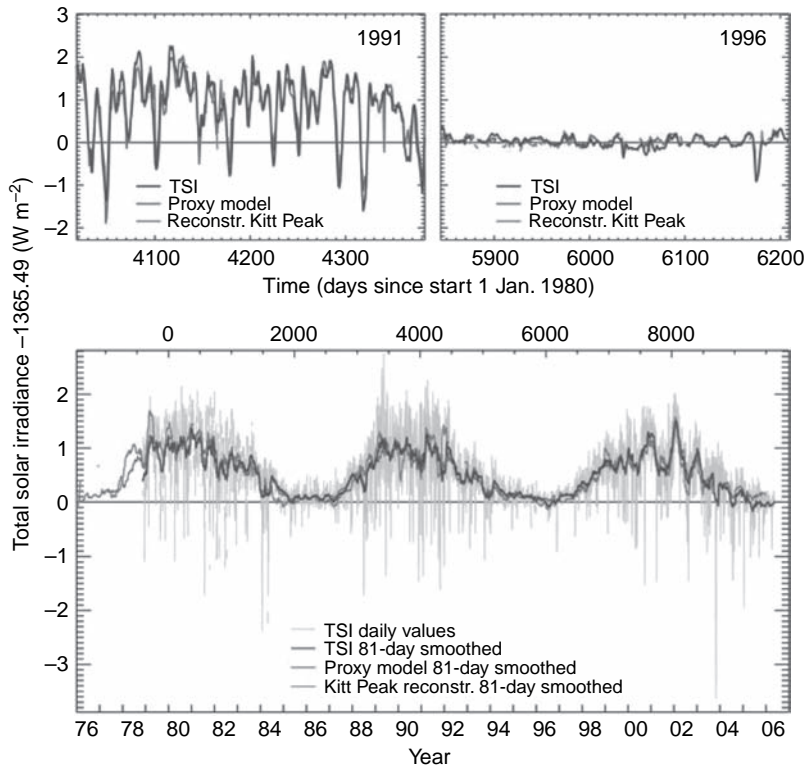 3
2
1
0
–1
–2
1991
TSI
Proxy model
Reconstr. Kitt Peak
4100 4200 4300
1996
TSI
Proxy model
Reconstr. Kitt Peak
5900 6000 6100 6200
Time (days since start 1 Jan. 1980)
Total solar irradiance –1365.49 (W m–2)
0 2000 4000 6000 8000
2
1
0
–1
–2
–3
TSI daily values
TSI 81-day smoothed
Proxy model 81-day smoothed
Kitt Peak reconstr. 81-day smoothed
76 78 80 82 84 86 88 90 92 94 96 98 00 02 04 06
Year